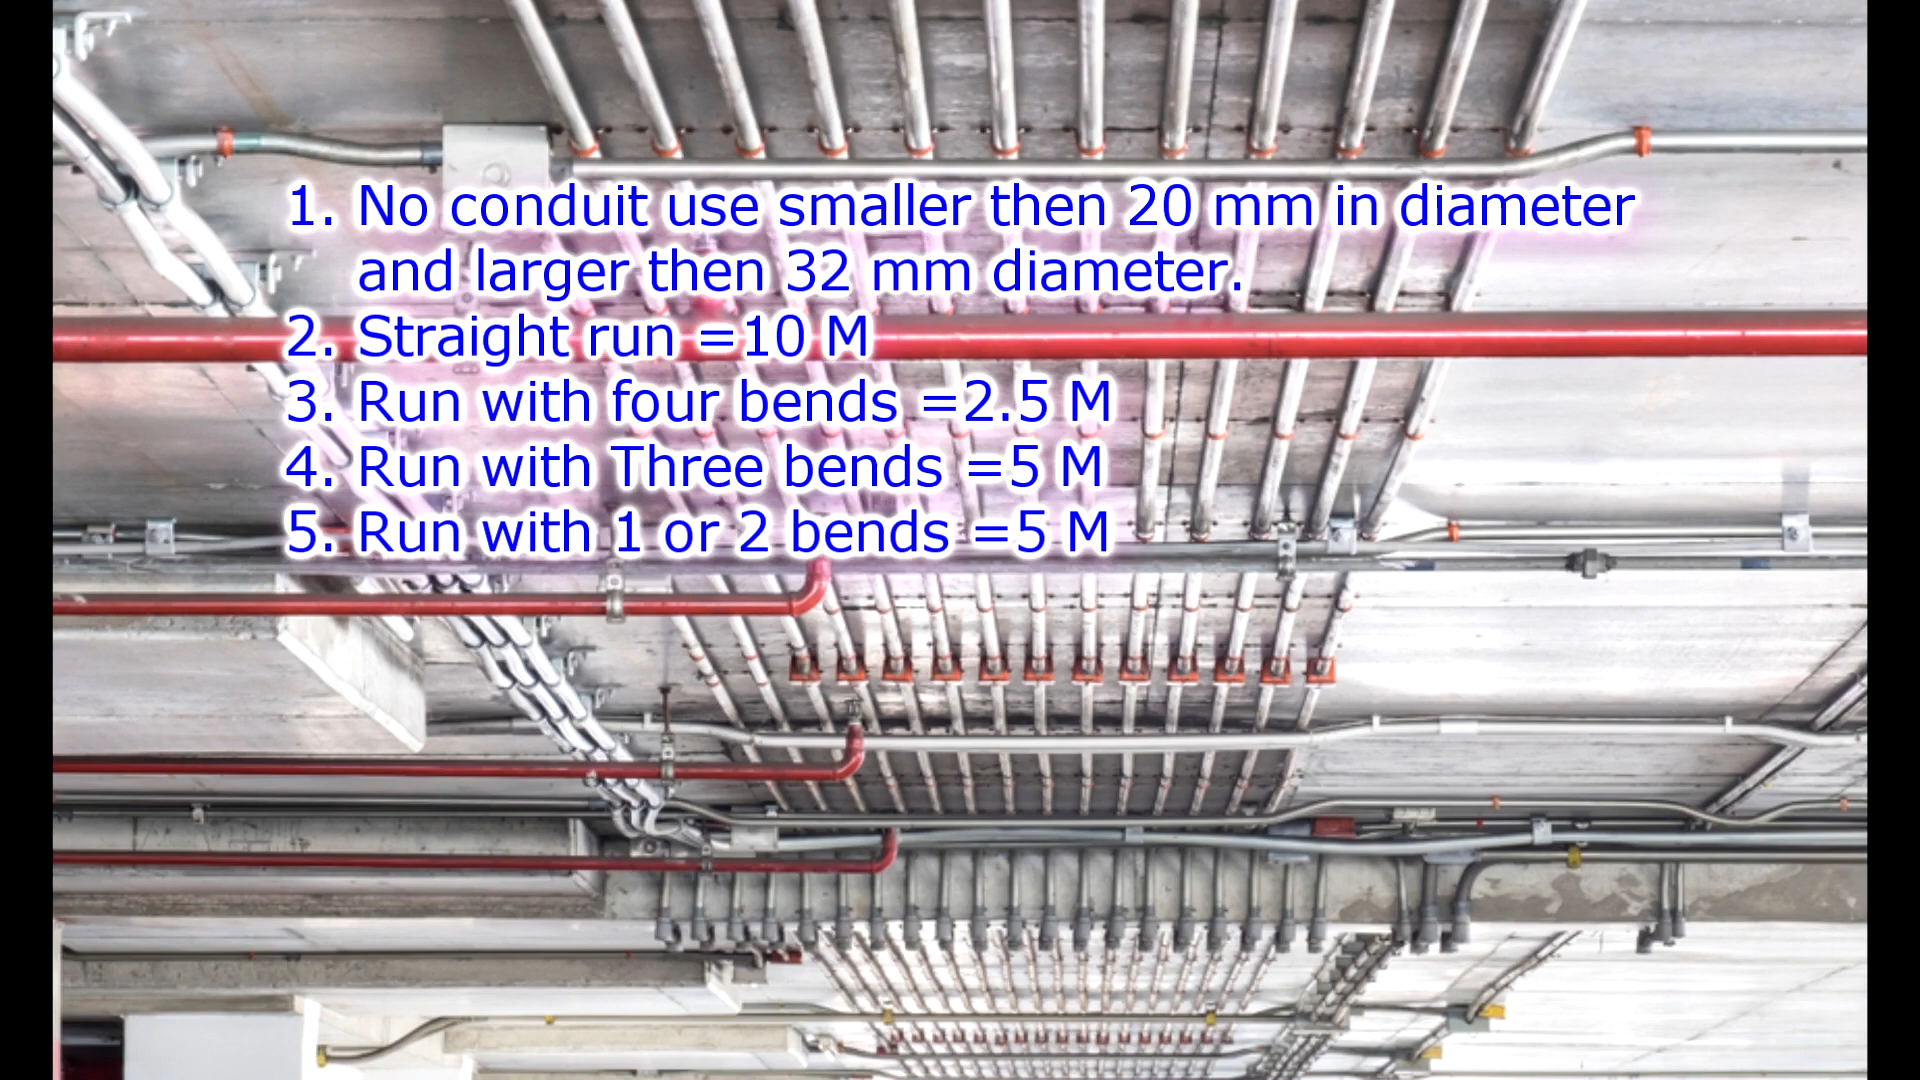 1. No conduit use smaller then 20 mm in diameter
and larger then 32 mm diameter.
2. Straight run =10 M
3. Run with four bends =2.5 M
4. Run with Three bends =5 M
5. Run with 1 or 2 bends =5 M